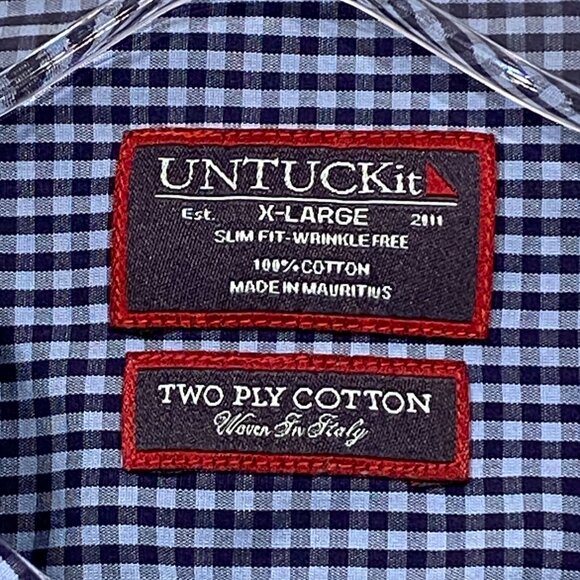 UNTUCKit
Est. X-LARGE 2011
SLIM FIT-WRINKLE FREE
100% COTTON
MADE IN MAURITIUS
TWO PLY COTTON
Woven In Italy